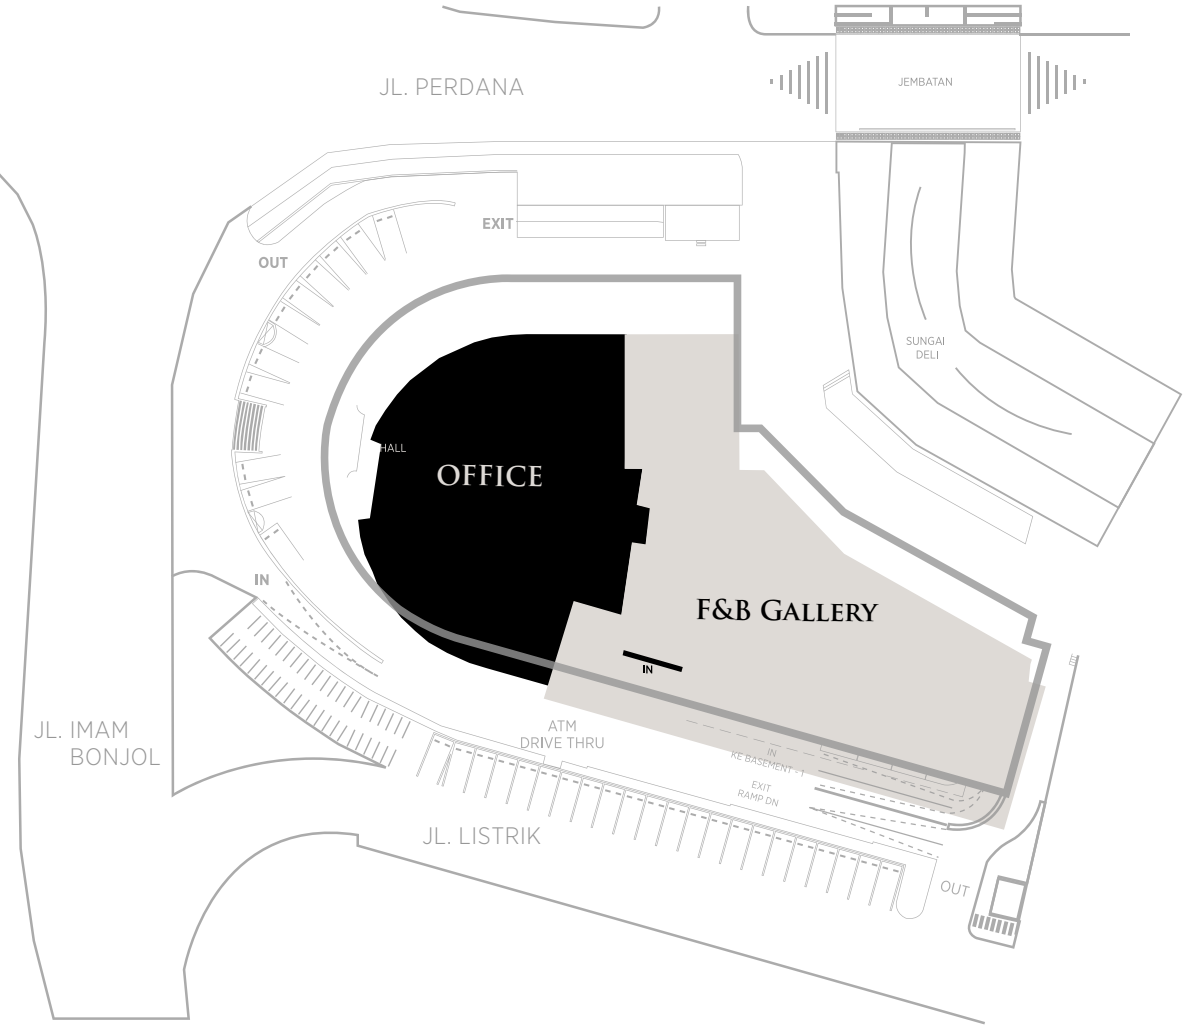 JL. PERDANA
JEMBATAN
EXIT
OUT
SUNGAI
DELI
HALL
OFFICE
IN
F&B GALLERY
IN
JL. IMAM
BONJOL
ATM
DRIVE THRU
IN
KE BASEMENT - 1
EXIT
RAMP DN
JL. LISTRIK
OUT